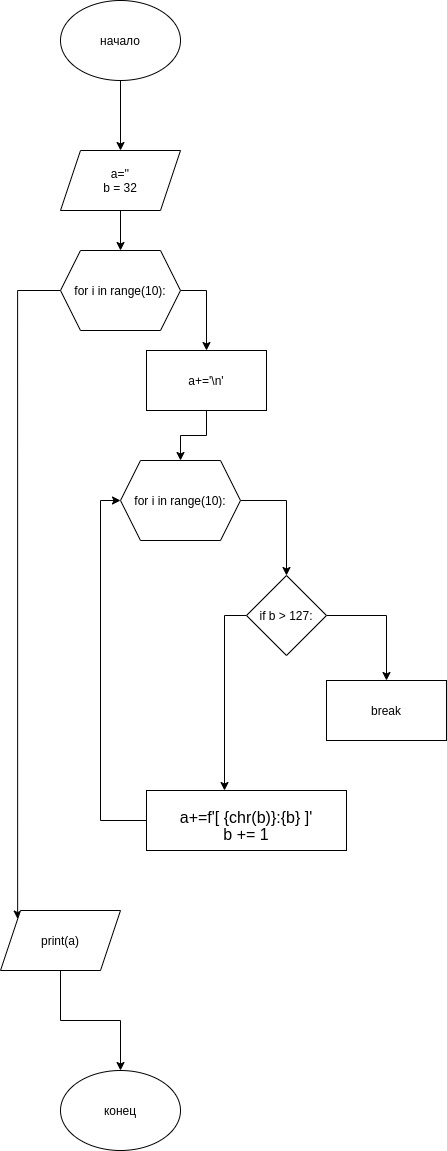 начало
a=''
b = 32
for i in range(10):
a+='\n'
for i in range(10):
if b > 127:
break
a+=f'[ {chr(b)}:{b} ]'
b += 1
print(a)
конец